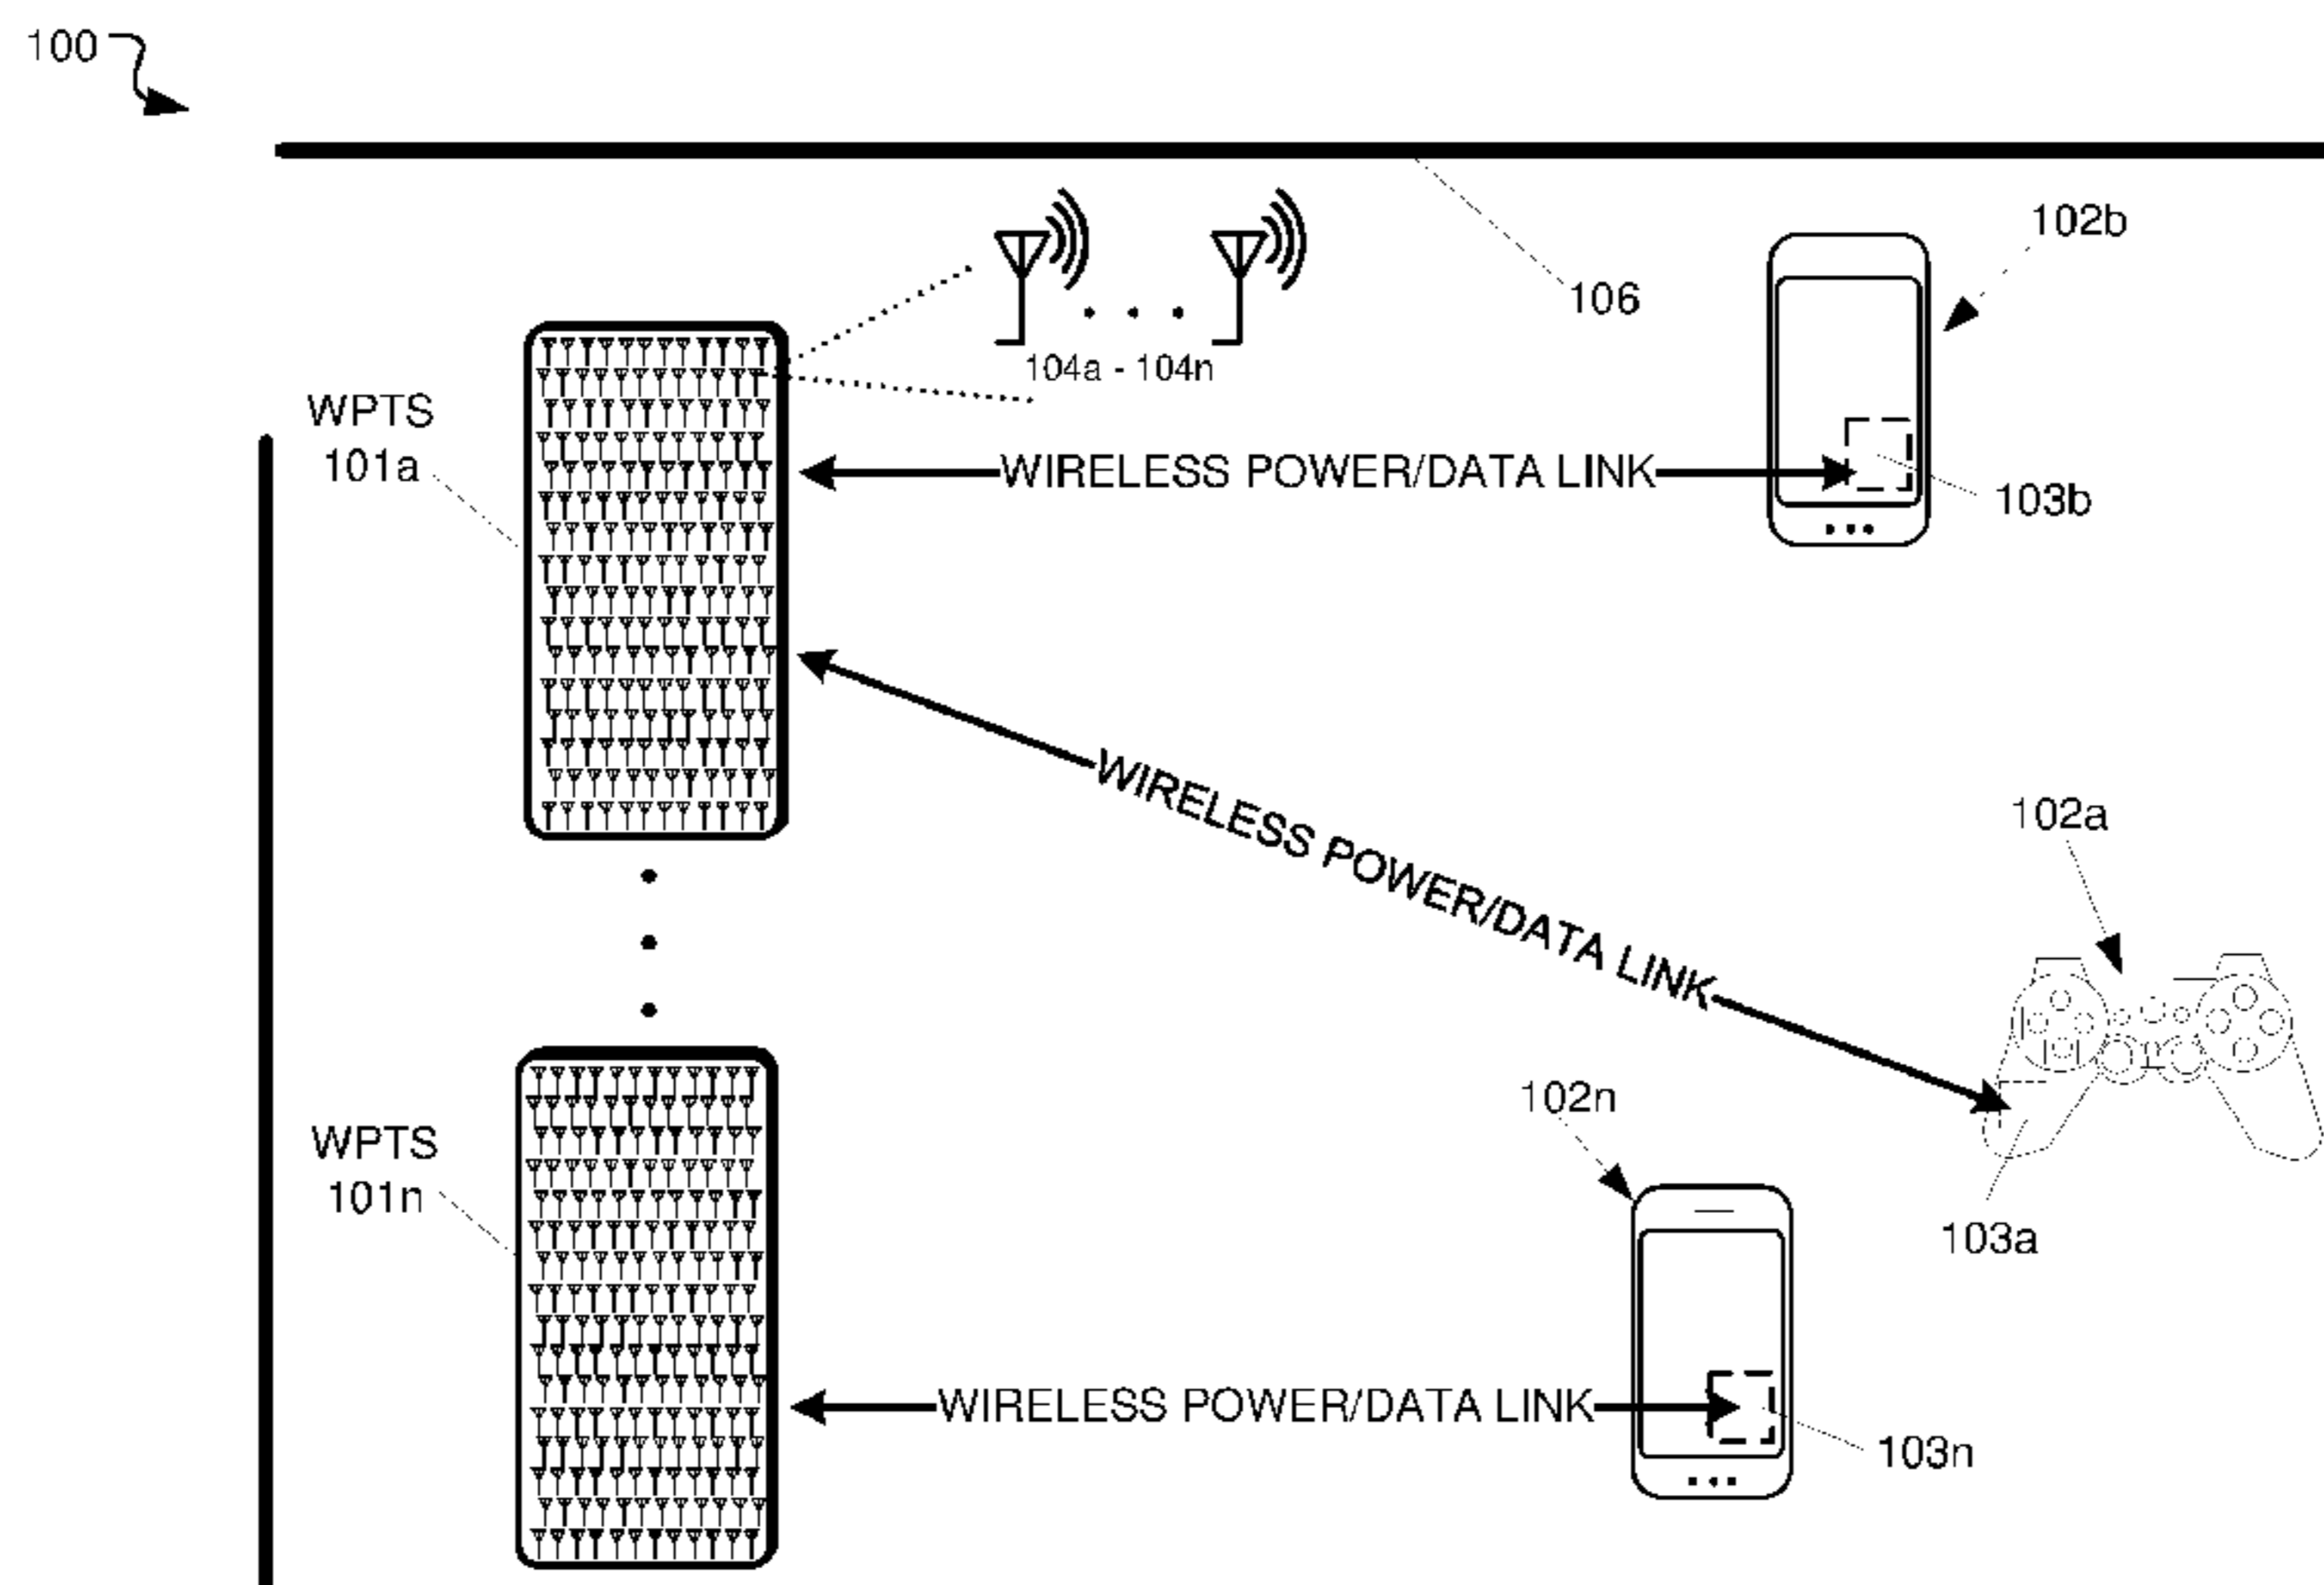 100
102b
106
104a - 104n
WPTS
101a
WIRELESS POWER/DATA LINK
103b
WIRELESS POWER/DATA LINK
102a
102n
WPTS
101n
103a
WIRELESS POWER/DATA LINK
103n